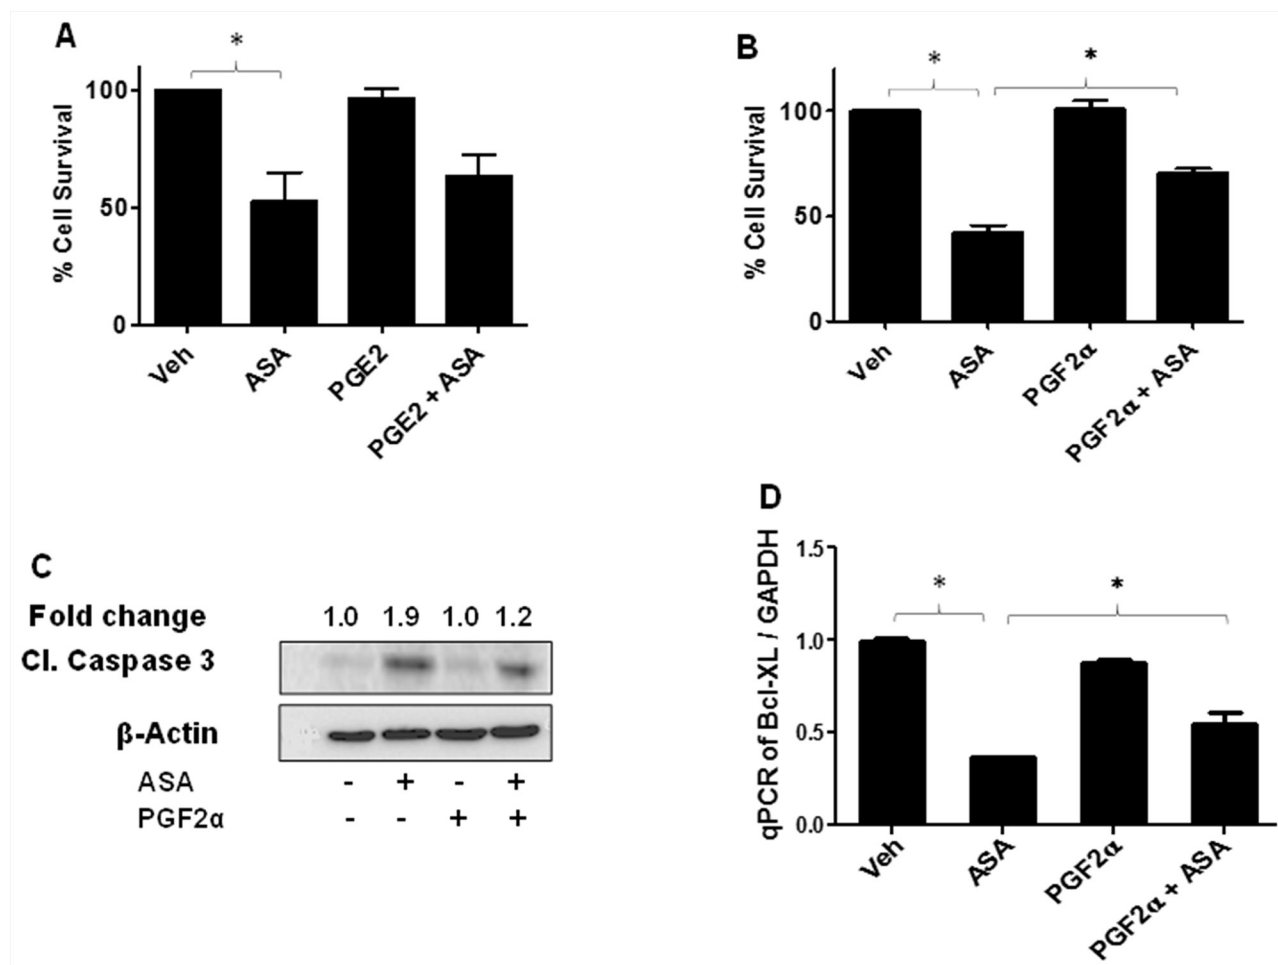 A
*
% Cell Survival
100
50
0
Veh
ASA
PGE2
PGE2 + ASA
B
*
*
% Cell Survival
100
50
0
Veh
ASA
PGF2α
PGF2α + ASA
C
Fold change 1.0 1.9 1.0 1.2
Cl. Caspase 3
β-Actin
ASA - + - +
PGF2α - - + +
D
*
*
qPCR of Bcl-XL / GAPDH
1.5
1.0
0.5
0.0
Veh
ASA
PGF2α
PGF2α + ASA